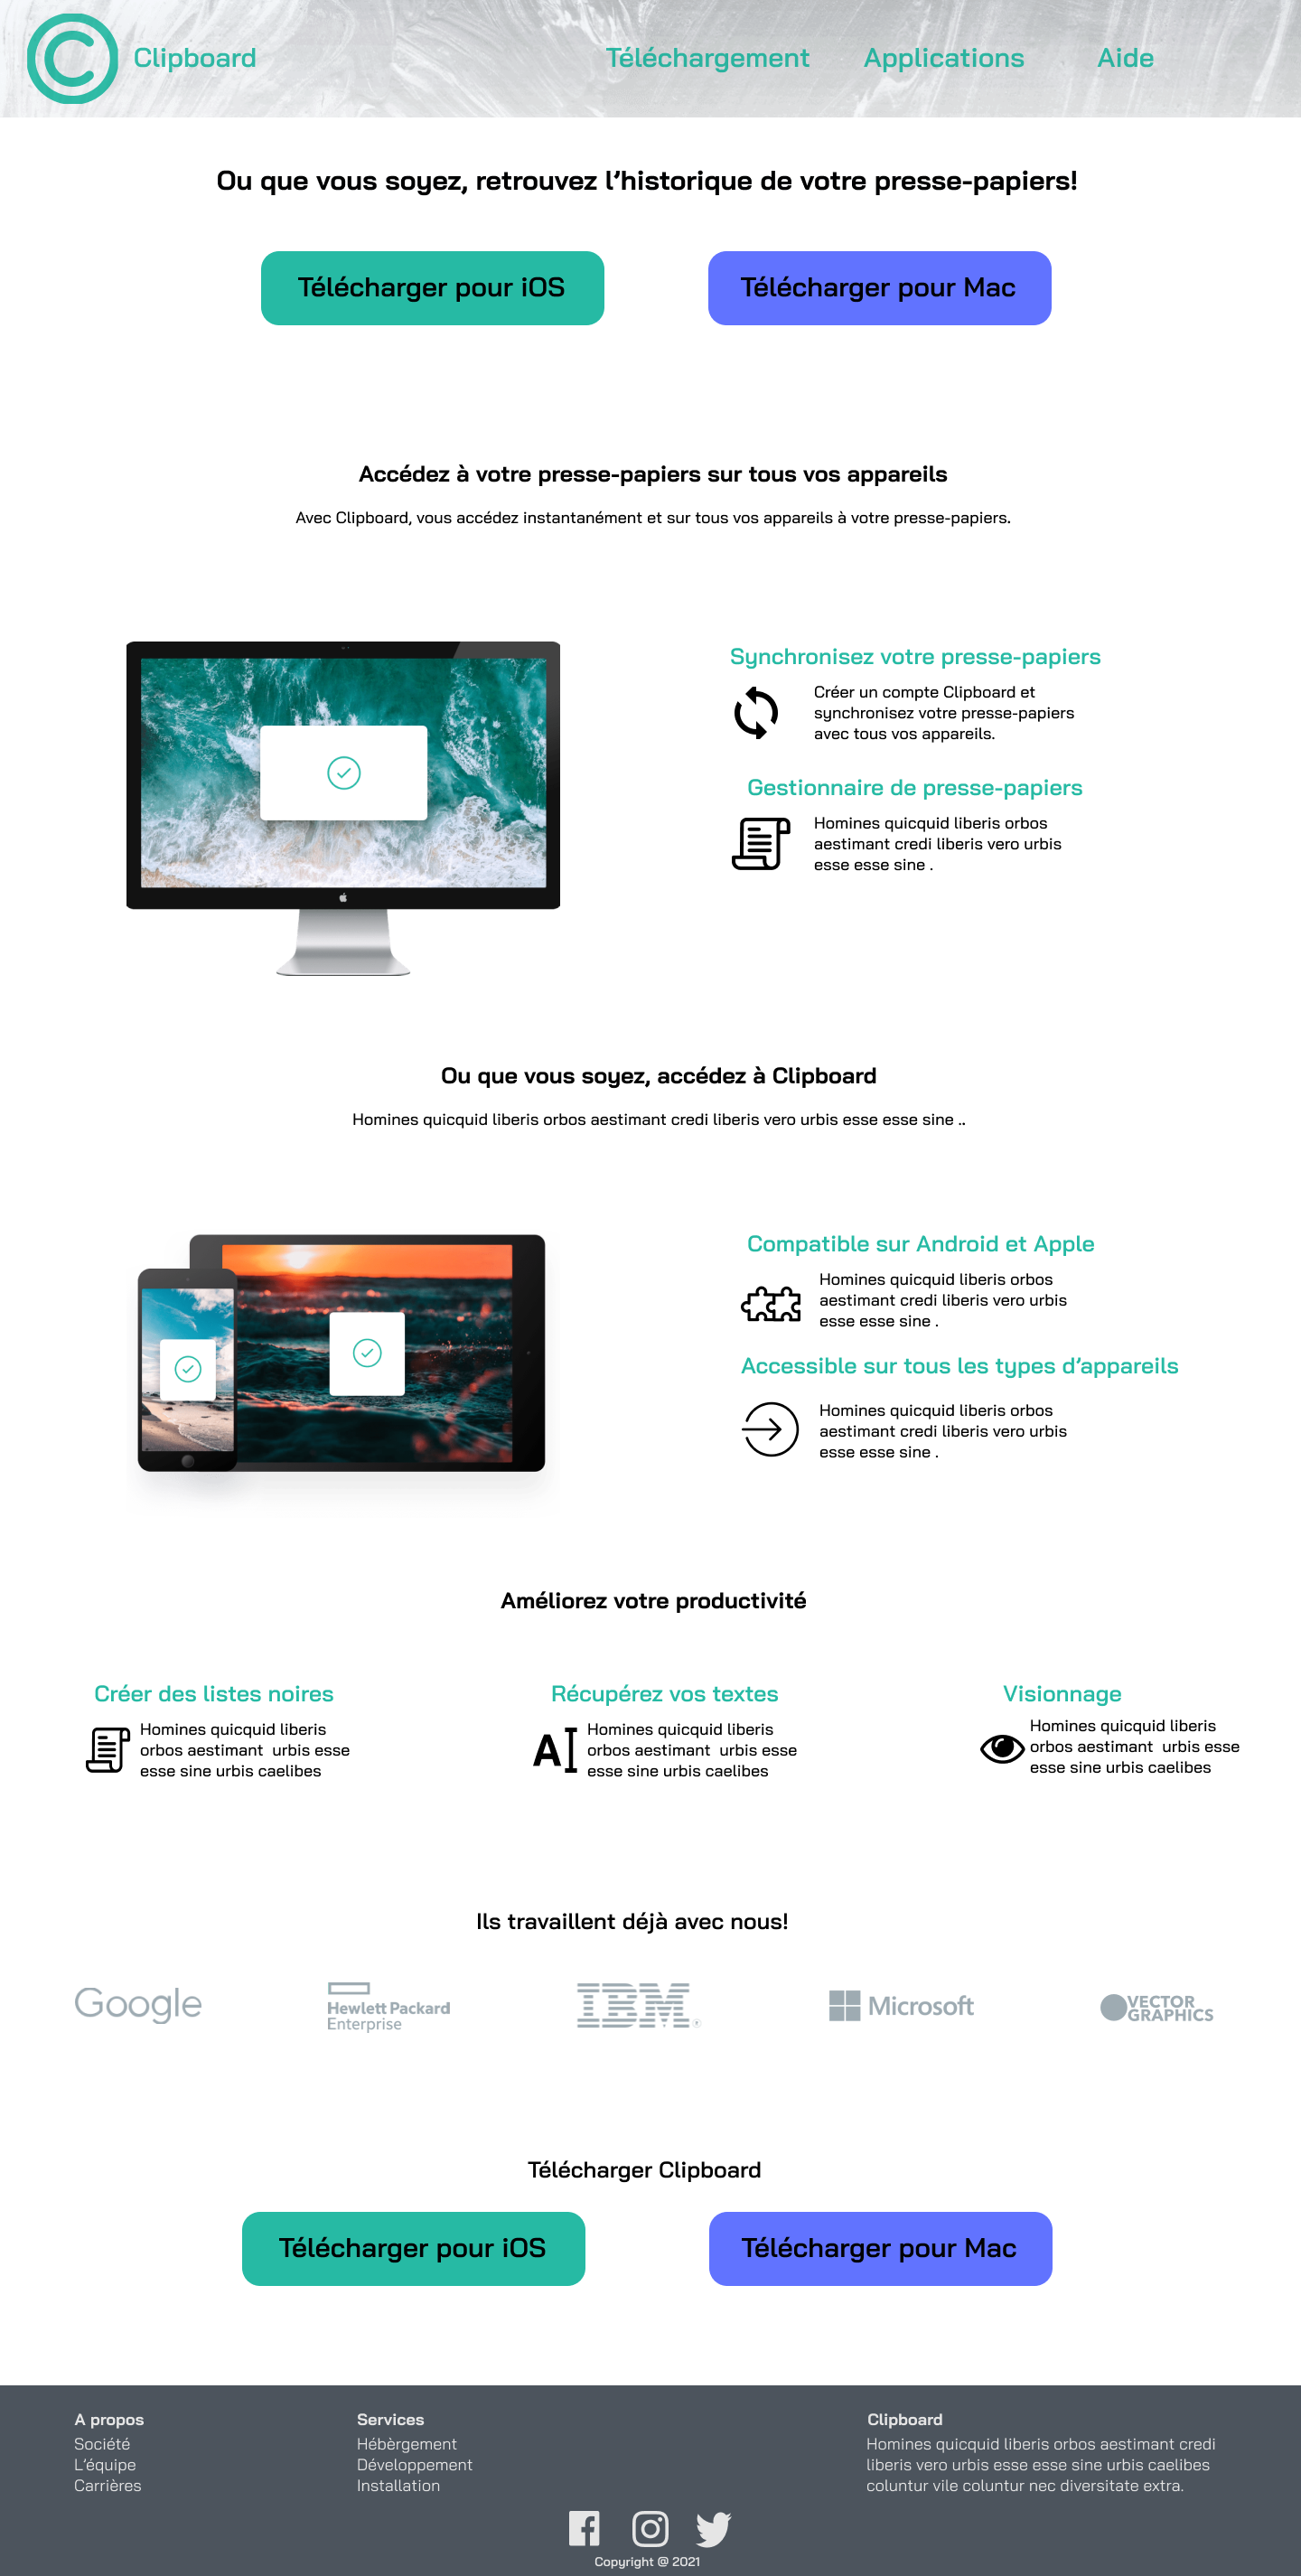 Clipboard
Téléchargement
Applications
Aide
Ou que vous soyez, retrouvez l’historique de votre presse-papiers!
Télécharger pour iOS
Télécharger pour Mac
Accédez à votre presse-papiers sur tous vos appareils
Avec Clipboard, vous accédez instantanément et sur tous vos appareils à votre presse-papiers.
Synchronisez votre presse-papiers
Créer un compte Clipboard et
synchronisez votre presse-papiers
avec tous vos appareils.
Gestionnaire de presse-papiers
Homines quicquid liberis orbos
aestimant credi liberis vero urbis
esse esse sine .
Ou que vous soyez, accédez à Clipboard
Homines quicquid liberis orbos aestimant credi liberis vero urbis esse esse sine ..
Compatible sur Android et Apple
Homines quicquid liberis orbos
aestimant credi liberis vero urbis
esse esse sine .
Accessible sur tous les types d’appareils
Homines quicquid liberis orbos
aestimant credi liberis vero urbis
esse esse sine .
Améliorez votre productivité
Créer des listes noires
Homines quicquid liberis
orbos aestimant  urbis esse
esse sine urbis caelibes
Récupérez vos textes
A
Homines quicquid liberis
orbos aestimant  urbis esse
esse sine urbis caelibes
Visionnage
Homines quicquid liberis
orbos aestimant  urbis esse
esse sine urbis caelibes
Ils travaillent déjà avec nous!
Google
Hewlett Packard
Enterprise
IBM®
Microsoft
VECTOR
GRAPHICS
Télécharger Clipboard
Télécharger pour iOS
Télécharger pour Mac
A propos
Société
L’équipe
Carrières
Services
Hébèrgement
Développement
Installation
Clipboard
Homines quicquid liberis orbos aestimant credi
liberis vero urbis esse esse sine urbis caelibes
coluntur vile coluntur nec diversitate extra.
Copyright @ 2021